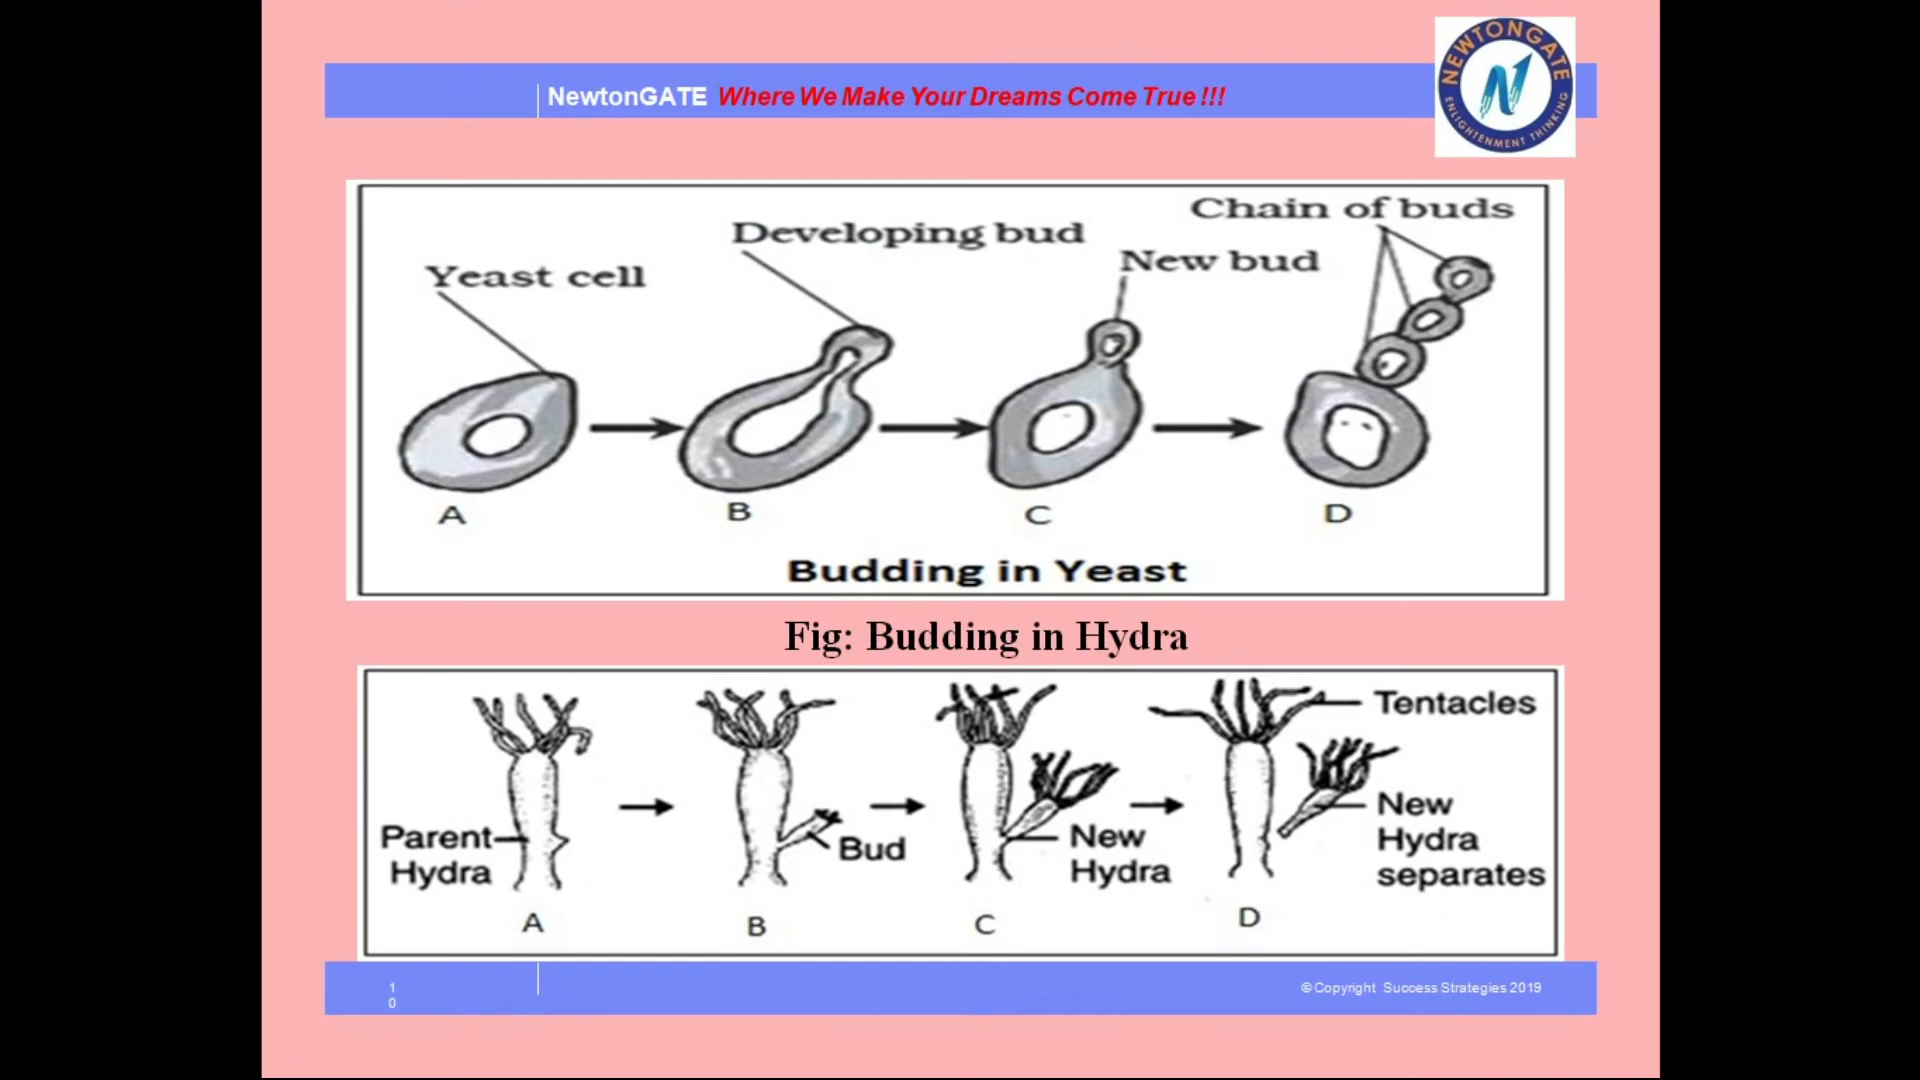 NewtonGATE Where We Make Your Dreams Come True !!!
NEWTONGATE
ENLIGHTENMENT THINKING
Chain of buds
Developing bud
New bud
Yeast cell
A
B
C
D
Budding in Yeast
Fig: Budding in Hydra
Tentacles
Parent
Hydra
Bud
New
Hydra
New
Hydra
separates
A
B
C
D
1
0
©Copyright Success Strategies 2019